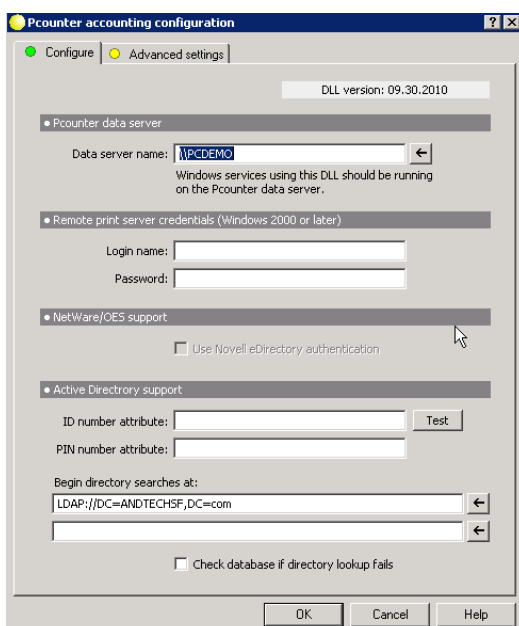 Pcounter accounting configuration
Configure
Advanced settings
DLL version: 09.30.2010
Pcounter data server
Data server name: \\PCDEMO
Windows services using this DLL should be running
on the Pcounter data server.
Remote print server credentials (Windows 2000 or later)
Login name:
Password:
NetWare/OES support
Use Novell eDirectory authentication
Active Directrory support
ID number attribute:
Test
PIN number attribute:
Begin directory searches at:
LDAP://DC=ANDTECHSF,DC=com
Check database if directory lookup fails
OK
Cancel
Help